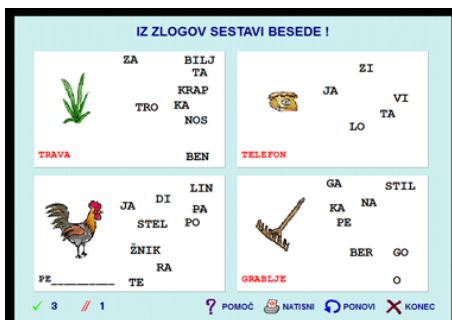 IZ ZLOGOV SESTAVI BESEDE !
ZA BILJ
TA
KRAP
TRO KA
NOS
TRAVA BEN
ZI
JA VI
TA
LO
TELEFON
LIN
DI
JA PA
STEL PO
ŽNIK
RA
PE__________ TE
GA STIL
NA
KA
PE
BER GO
GRABLJE O
3 1 POMOČ NATISNI PONOVI KONEC